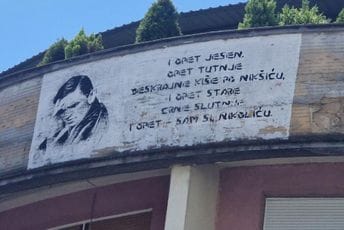 I OPET JESEN,
OPET TUTNJE
BESKRAJNE KIŠE PO NIKŠIĆU,
I OPET STARE
CRNE SLUTNJE
I OPET SAM SI, NIKOLIĆU.